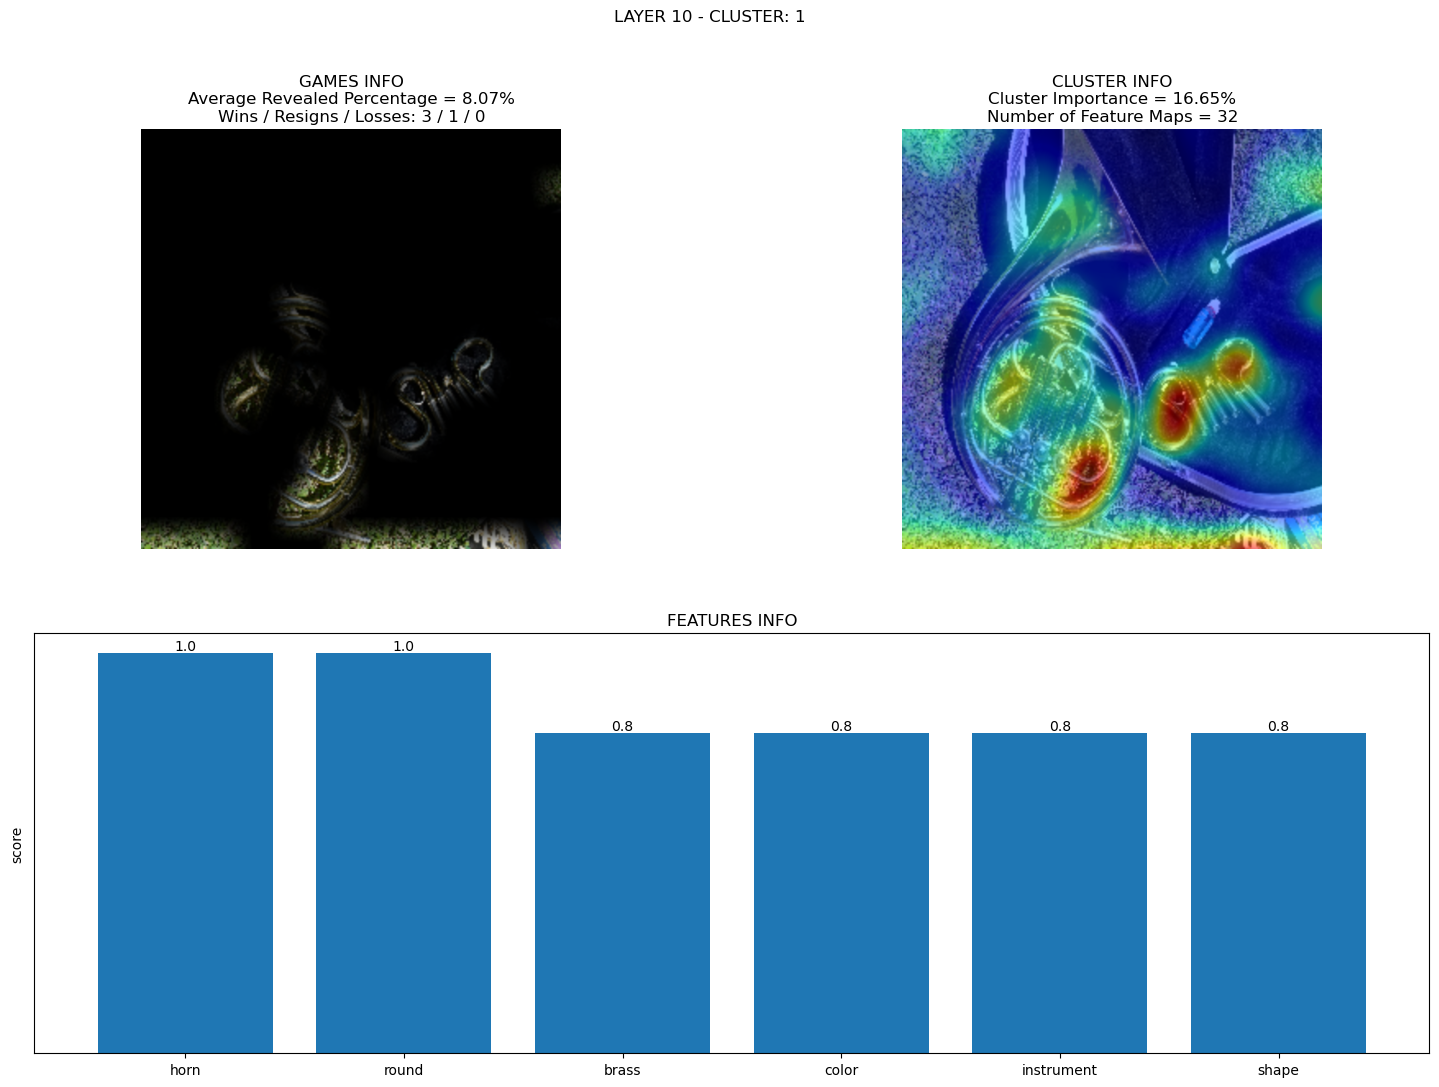 LAYER 10 - CLUSTER: 1
GAMES INFO
Average Revealed Percentage = 8.07%
Wins / Resigns / Losses: 3 / 1 / 0
CLUSTER INFO
Cluster Importance = 16.65%
Number of Feature Maps = 32
FEATURES INFO
score
1.0
1.0
0.8
0.8
0.8
0.8
horn
round
brass
color
instrument
shape